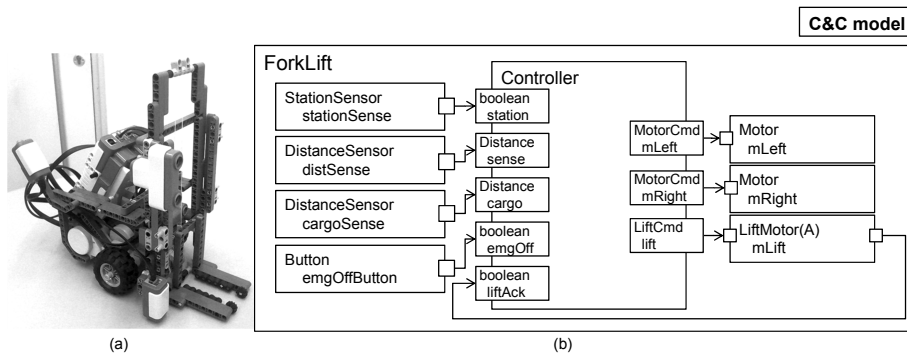 C&C model
ForkLift
Controller
StationSensor
stationSense
boolean
station
DistanceSensor
distSense
Distance
sense
DistanceSensor
cargoSense
Distance
cargo
Button
emgOffButton
boolean
emgOff
boolean
liftAck
MotorCmd
mLeft
Motor
mLeft
MotorCmd
mRight
Motor
mRight
LiftCmd
lift
LiftMotor(A)
mLift
(a)
(b)